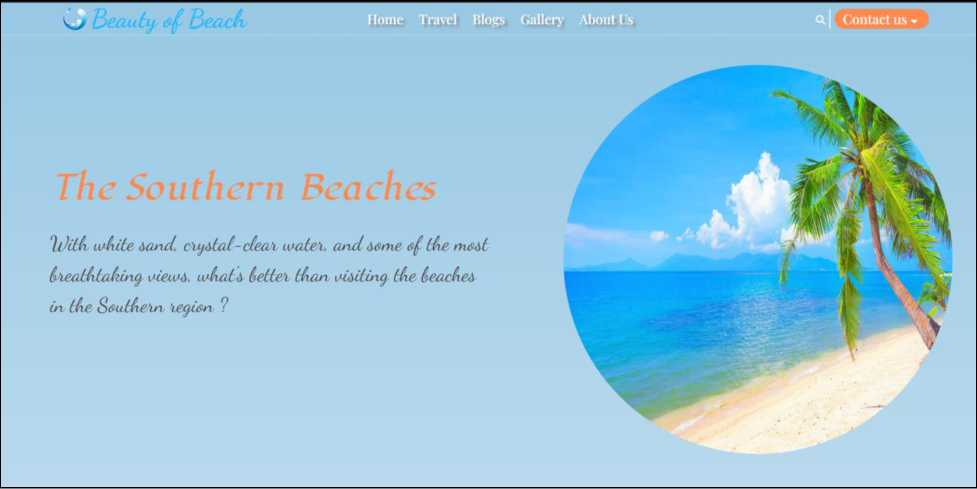 Beauty of Beach
Home Travel Blogs Gallery About Us
Contact us
The Southern Beaches
With white sand, crystal-clear water, and some of the most
breathtaking views, what's better than visiting the beaches
in the Southern region ?